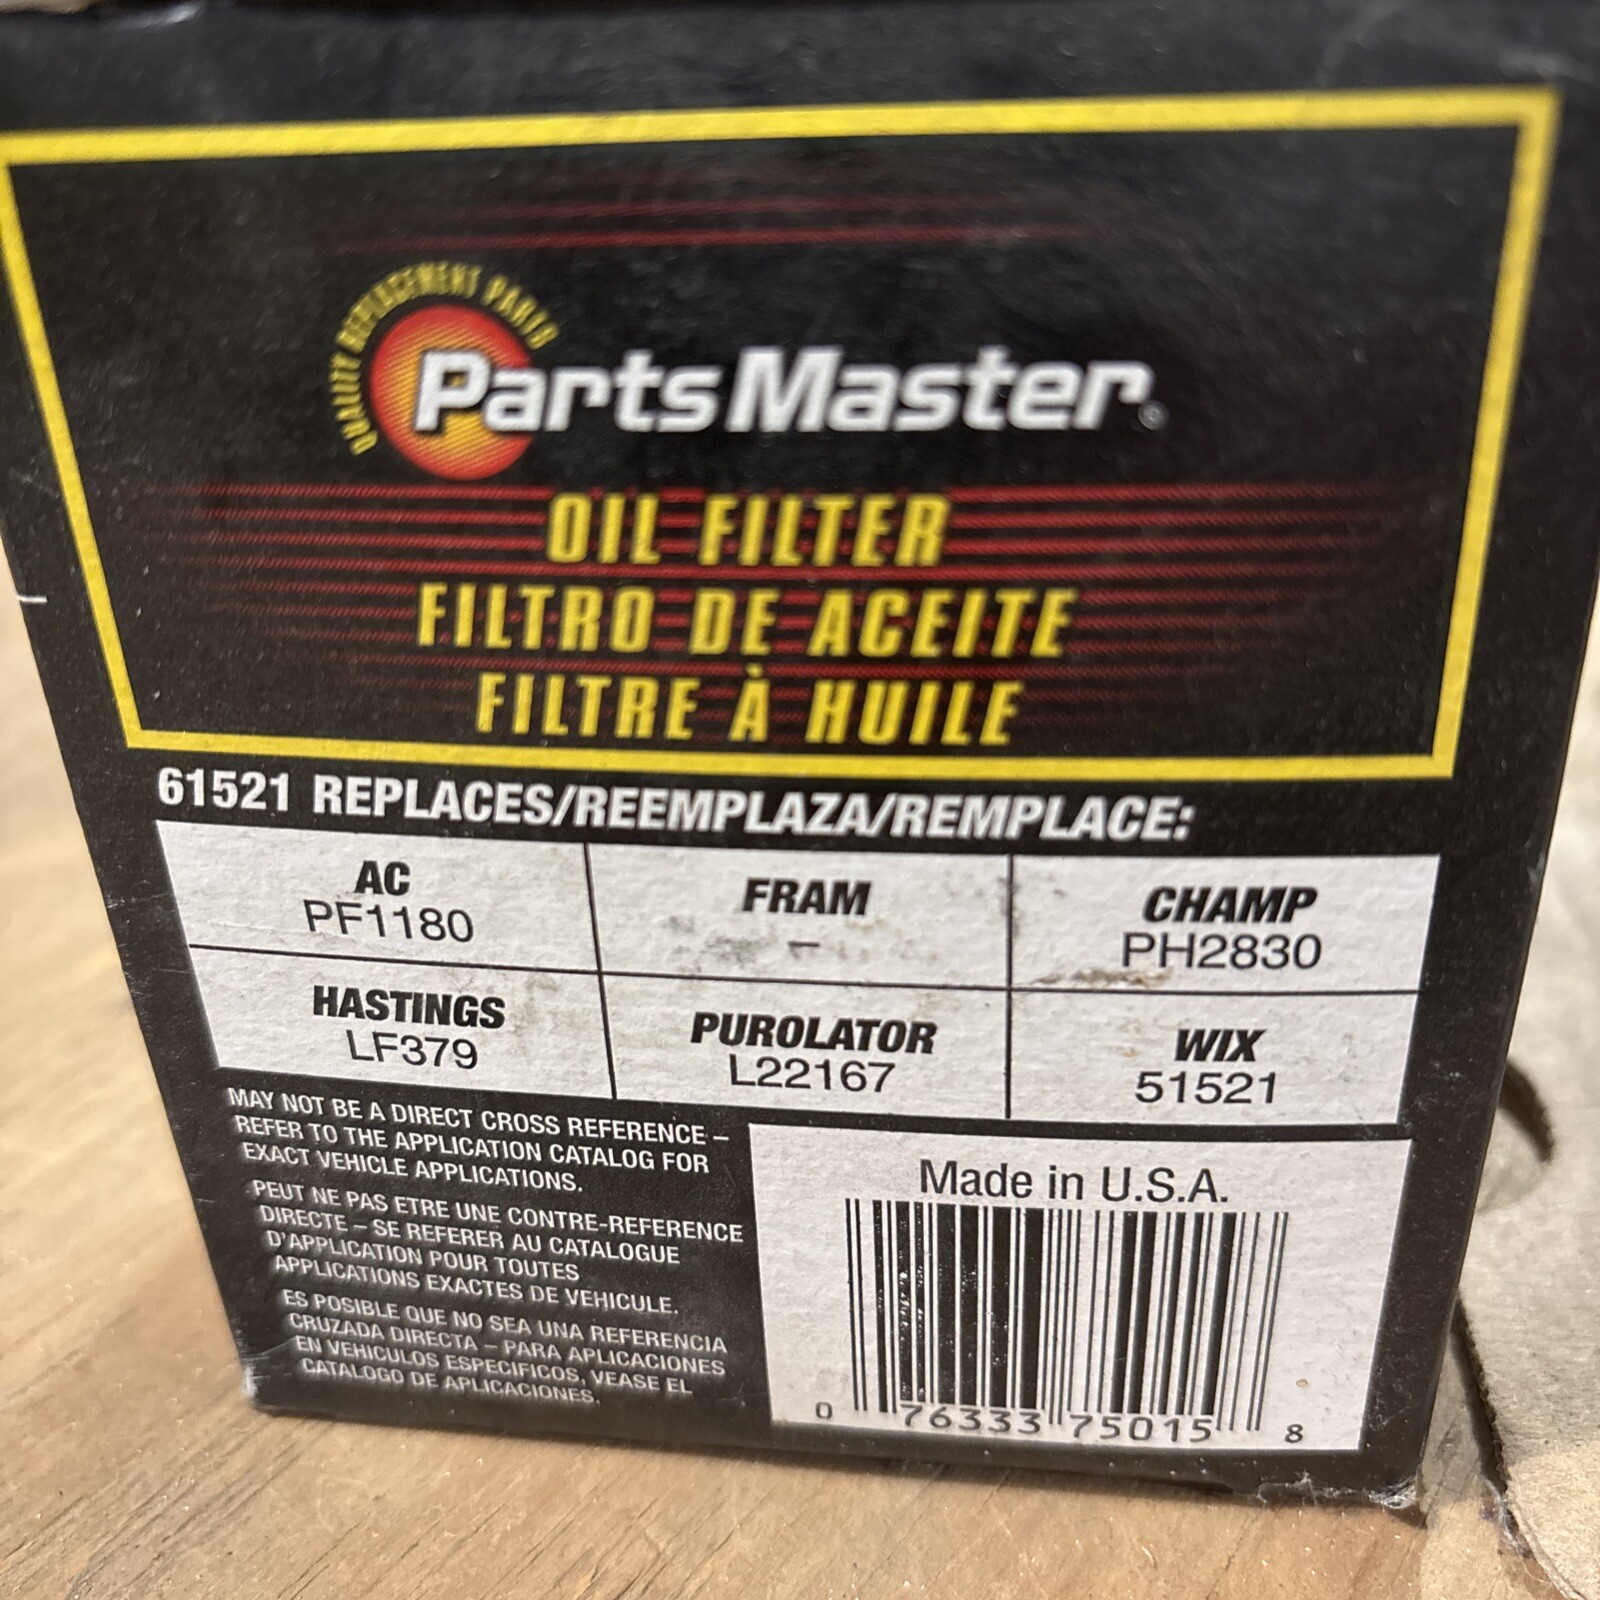 QUALITY REPLACEMENT PARTS
Parts Master®
OIL FILTER
FILTRO DE ACEITE
FILTRE À HUILE
61521 REPLACES/REEMPLAZA/REMPLACE:
AC
PF1180
FRAM
–
CHAMP
PH2830
HASTINGS
LF379
PUROLATOR
L22167
WIX
51521
MAY NOT BE A DIRECT CROSS REFERENCE –
REFER TO THE APPLICATION CATALOG FOR
EXACT VEHICLE APPLICATIONS.
PEUT NE PAS ETRE UNE CONTRE-REFERENCE
DIRECTE – SE REFERER AU CATALOGUE
D'APPLICATION POUR TOUTES
APPLICATIONS EXACTES DE VEHICULE.
ES POSIBLE QUE NO SEA UNA REFERENCIA
CRUZADA DIRECTA – PARA APLICACIONES
EN VEHICULOS ESPECIFICOS, VEASE EL
CATALOGO DE APLICACIONES.
Made in U.S.A.
0 76333 75015 8